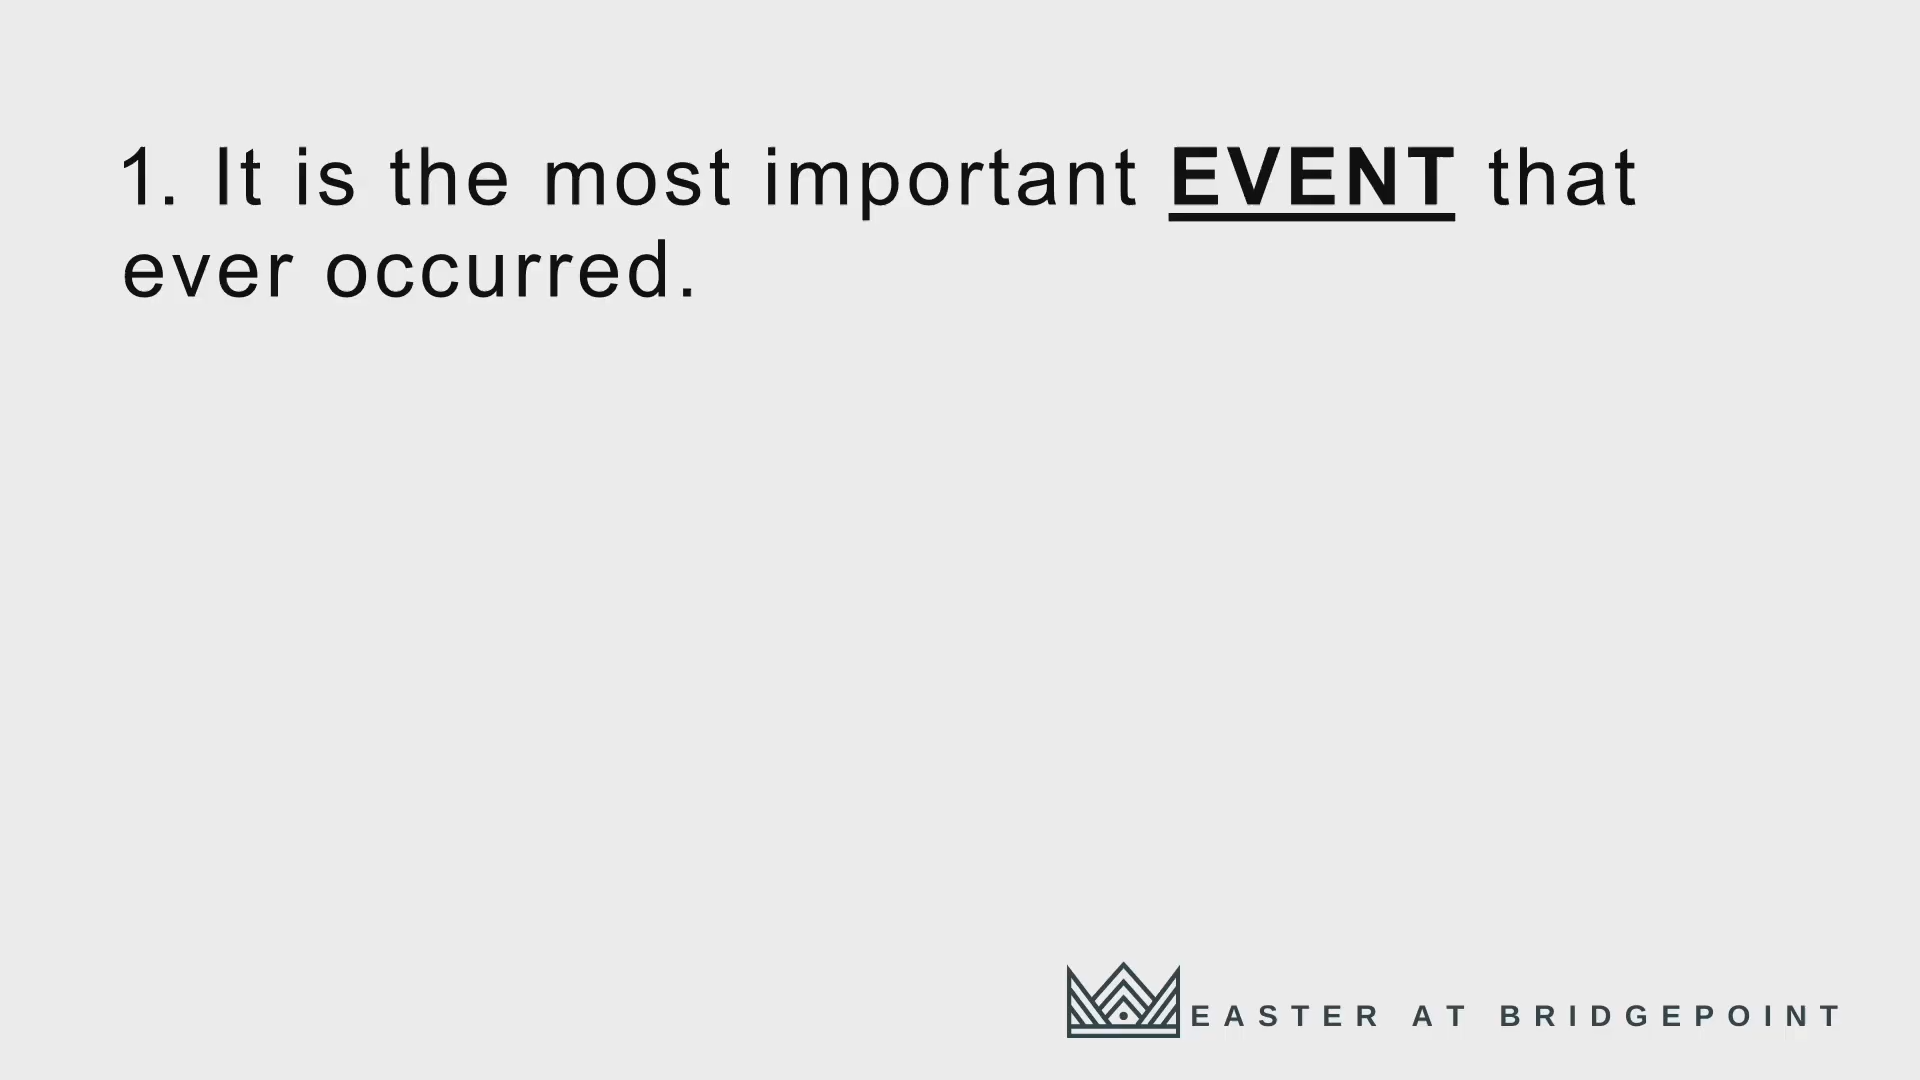 1. It is the most important EVENT that
ever occurred.
EASTER AT BRIDGEPOINT